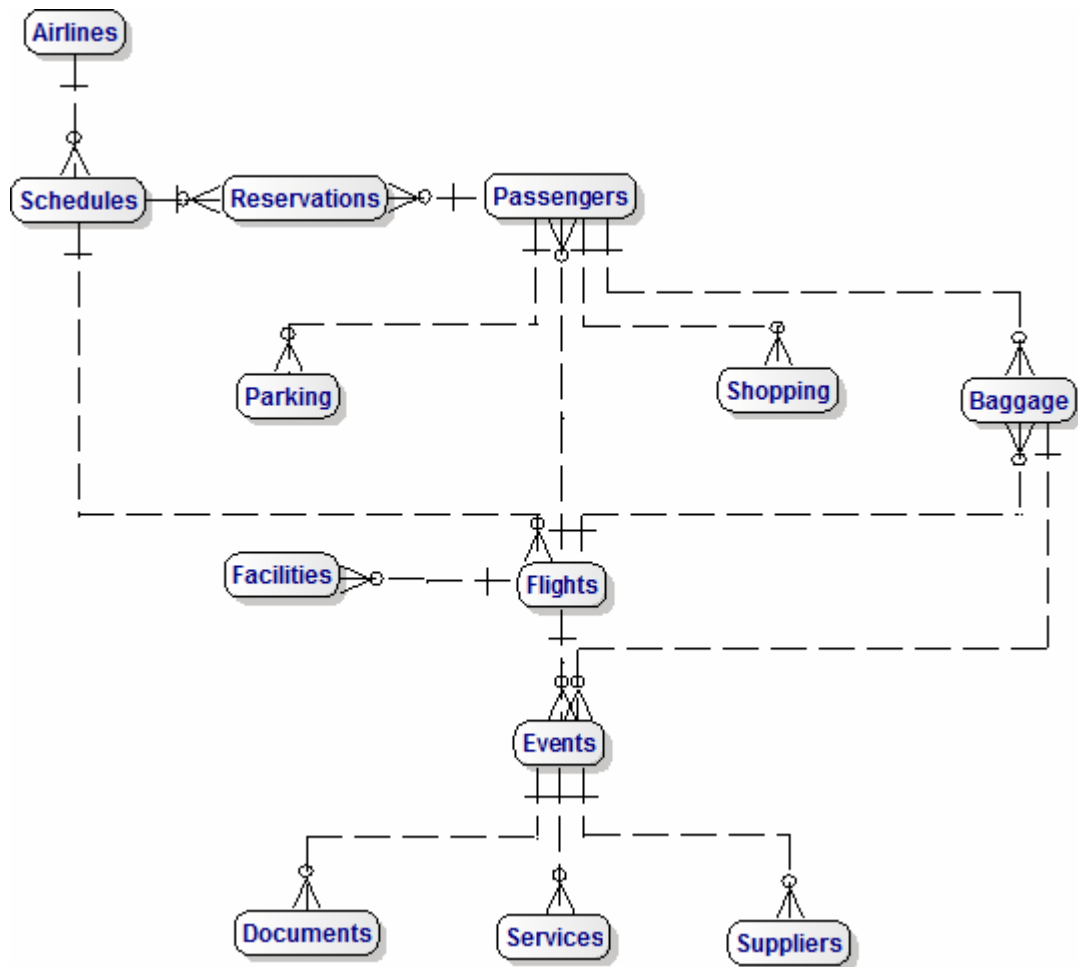 Airlines
Schedules
Reservations
Passengers
Parking
Shopping
Baggage
Facilities
Flights
Events
Documents
Services
Suppliers